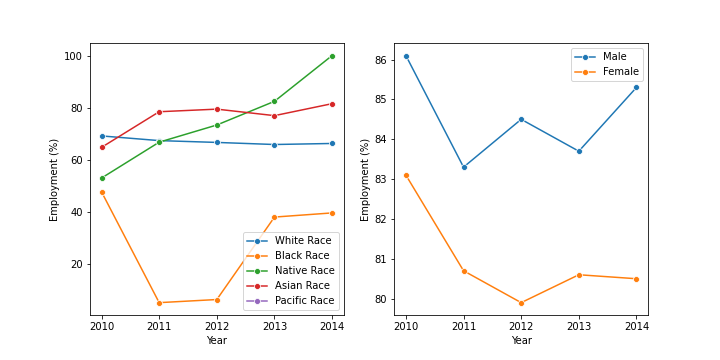 100
80
60
40
20
Employment (%)
White Race
Black Race
Native Race
Asian Race
Pacific Race
2010 2011 2012 2013 2014
Year
86
85
84
83
82
81
80
Employment (%)
Male
Female
2010 2011 2012 2013 2014
Year